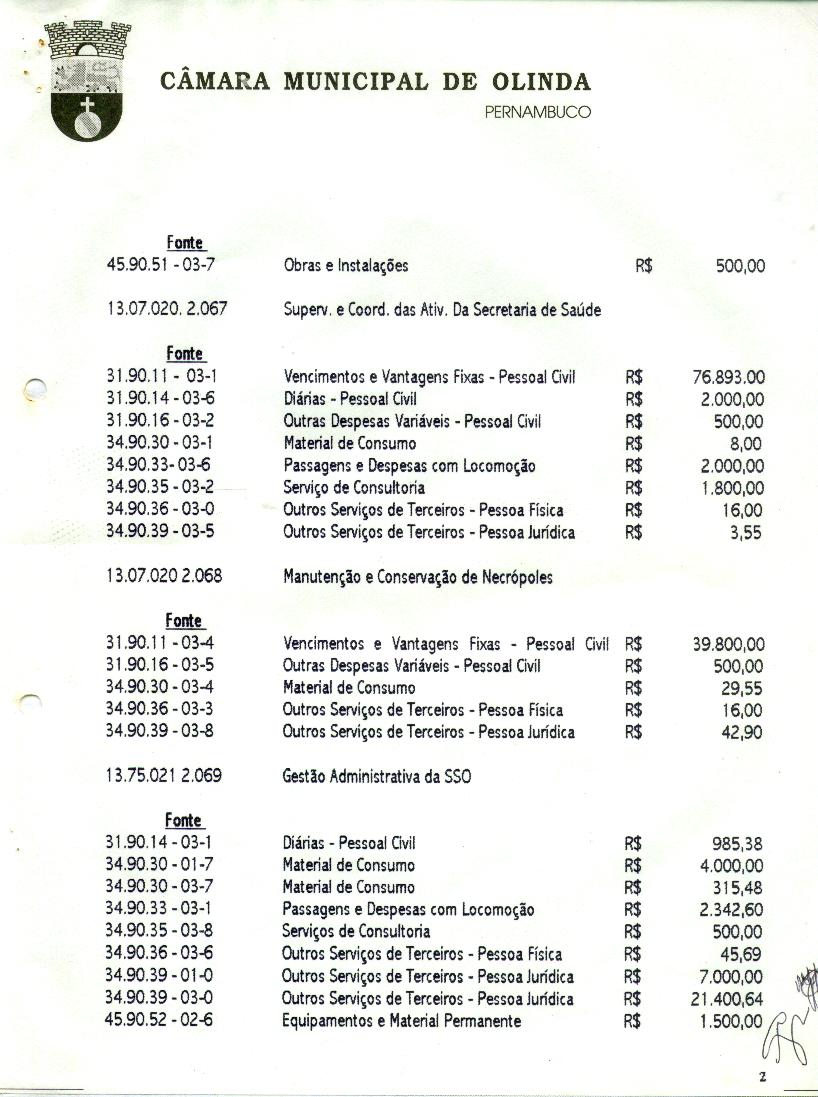 CÂMARA MUNICIPAL DE OLINDA
PERNAMBUCO
Fonte
45.90.51 - 03-7 Obras e Instalações R$ 500,00
13.07.020. 2.067 Superv. e Coord. das Ativ. Da Secretaria de Saúde
Fonte
31.90.11 - 03-1 Vencimentos e Vantagens Fixas - Pessoal Civil R$ 76.893.00
31.90.14 - 03-6 Diárias - Pessoal Civil R$ 2.000,00
31.90.16 - 03-2 Outras Despesas Variáveis - Pessoal Civil R$ 500,00
34.90.30 - 03-1 Material de Consumo R$ 8,00
34.90.33- 03-6 Passagens e Despesas com Locomoção R$ 2.000,00
34.90.35 - 03-2 Serviço de Consultoria R$ 1.800,00
34.90.36 - 03-0 Outros Serviços de Terceiros - Pessoa Física R$ 16,00
34.90.39 - 03-5 Outros Serviços de Terceiros - Pessoa Jurídica R$ 3,55
13.07.020 2.068 Manutenção e Conservação de Necrópoles
Fonte
31.90.11 - 03-4 Vencimentos e Vantagens Fixas - Pessoal Civil R$ 39.800,00
31.90.16 - 03-5 Outras Despesas Variáveis - Pessoal Civil R$ 500,00
34.90.30 - 03-4 Material de Consumo R$ 29,55
34.90.36 - 03-3 Outros Serviços de Terceiros - Pessoa Física R$ 16,00
34.90.39 - 03-8 Outros Serviços de Terceiros - Pessoa Jurídica R$ 42,90
13.75.021 2.069 Gestão Administrativa da SSO
Fonte
31.90.14 - 03-1 Diárias - Pessoal Civil R$ 985,38
34.90.30 - 01-7 Material de Consumo R$ 4.000,00
34.90.30 - 03-7 Material de Consumo R$ 315,48
34.90.33 - 03-1 Passagens e Despesas com Locomoção R$ 2.342,60
34.90.35 - 03-8 Serviços de Consultoria R$ 500,00
34.90.36 - 03-6 Outros Serviços de Terceiros - Pessoa Física R$ 45,69
34.90.39 - 01-0 Outros Serviços de Terceiros - Pessoa Jurídica R$ 7.000,00
34.90.39 - 03-0 Outros Serviços de Terceiros - Pessoa Jurídica R$ 21.400,64
45.90.52 - 02-6 Equipamentos e Material Permanente R$ 1.500,00
2